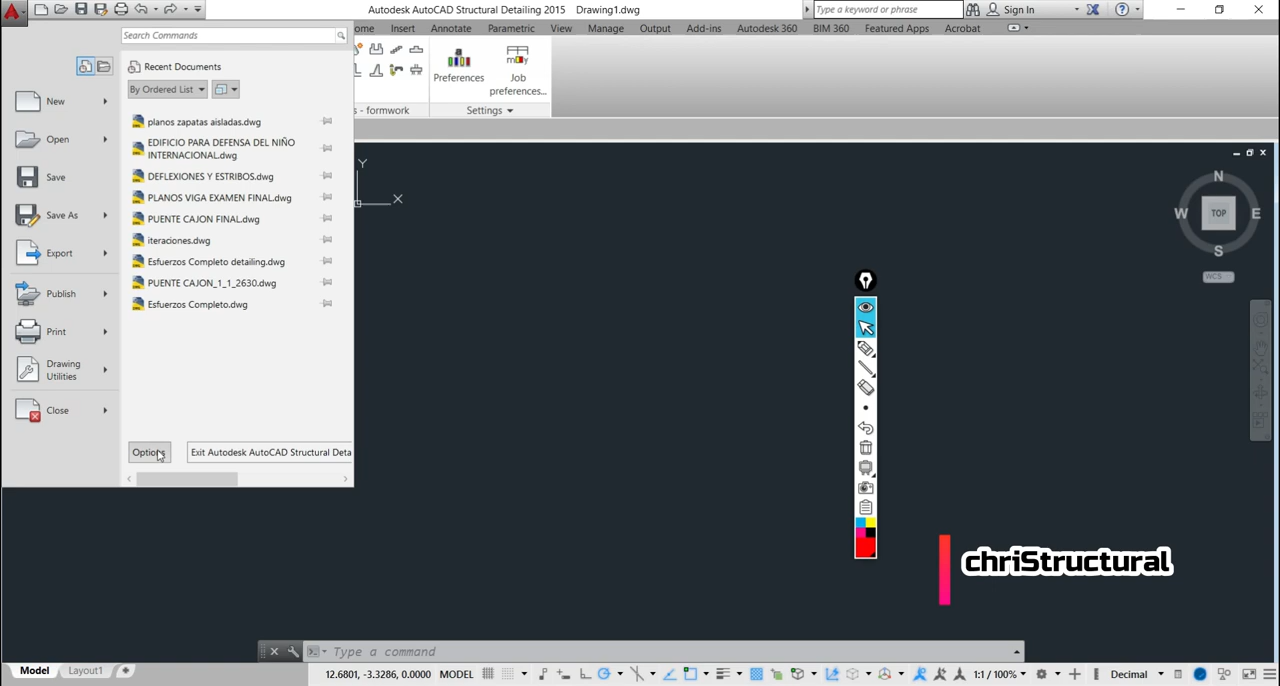 Autodesk AutoCAD Structural Detailing 2015 Drawing1.dwg
Type a keyword or phrase
Sign In
Search Commands
ome Insert Annotate Parametric View Manage Output Add-ins Autodesk 360 BIM 360 Featured Apps Acrobat
Recent Documents
By Ordered List
Preferences
Job
preferences...
s - formwork
Settings
New
Open
Save
Save As
Export
Publish
Print
Drawing
Utilities
Close
planos zapatas aisladas.dwg
EDIFICIO PARA DEFENSA DEL NIÑO
INTERNACIONAL.dwg
DEFLEXIONES Y ESTRIBOS.dwg
PLANOS VIGA EXAMEN FINAL.dwg
PUENTE CAJON FINAL.dwg
iteraciones.dwg
Esfuerzos Completo detailing.dwg
PUENTE CAJON_1_1_2630.dwg
Esfuerzos Completo.dwg
Options
Exit Autodesk AutoCAD Structural Deta
Y
X
N
W TOP E
S
WCS
chriStructural
Type a command
Model Layout1
12.6801, -3.3286, 0.0000 MODEL
1:1 / 100%
Decimal